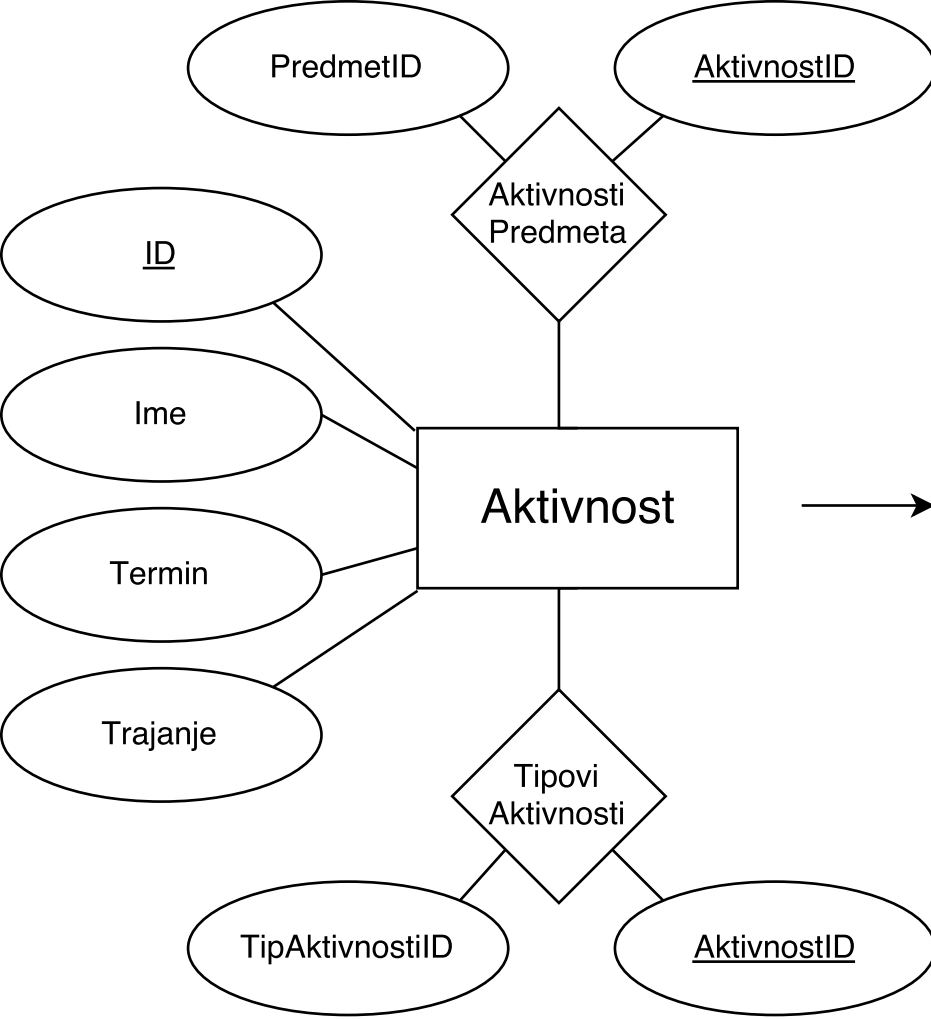 PredmetID
AktivnostID
Aktivnosti
Predmeta
ID
Ime
Aktivnost
Termin
Trajanje
Tipovi
Aktivnosti
TipAktivnostiID
AktivnostID